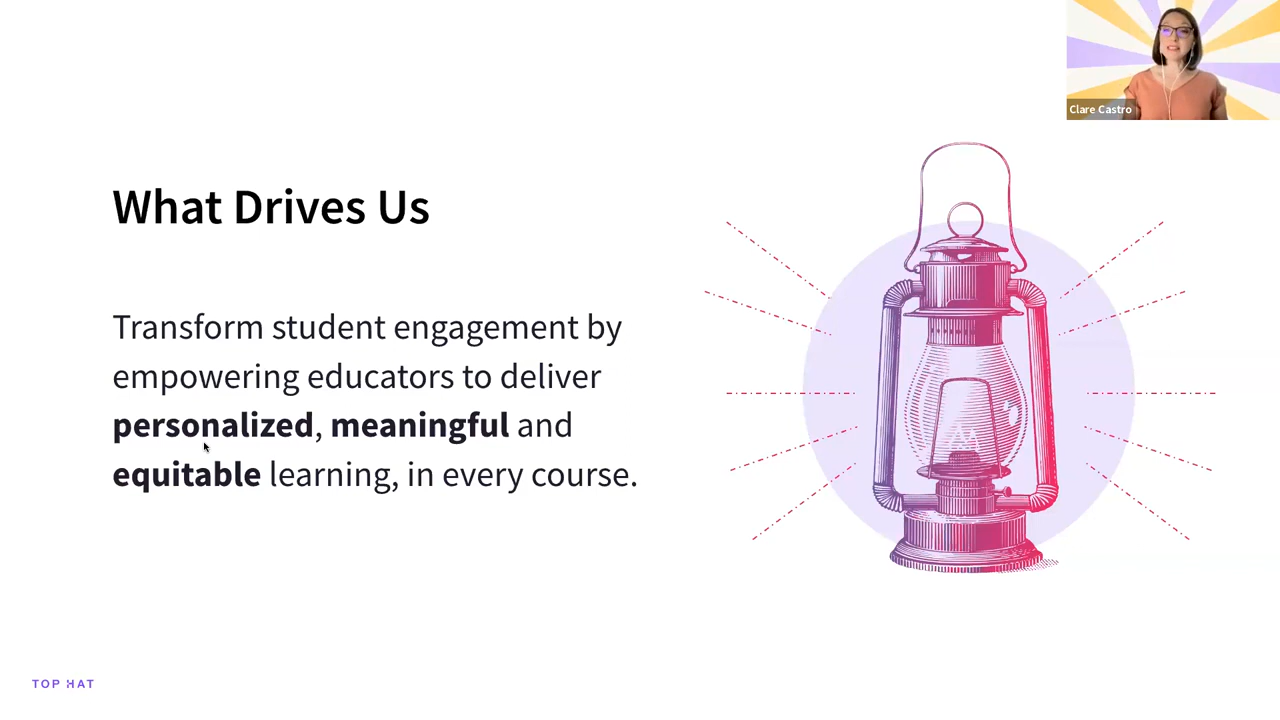 Clare Castro
What Drives Us
Transform student engagement by
empowering educators to deliver
personalized, meaningful and
equitable learning, in every course.
TOP HAT